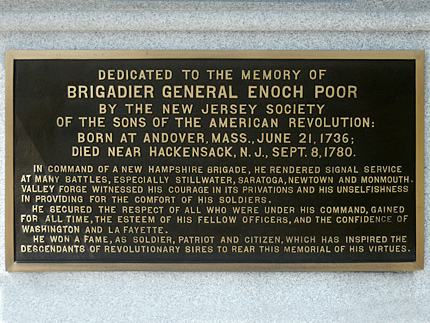 DEDICATED TO THE MEMORY OF
BRIGADIER GENERAL ENOCH POOR
BY THE NEW JERSEY SOCIETY
OF THE SONS OF THE AMERICAN REVOLUTION:
BORN AT ANDOVER, MASS., JUNE 21, 1736;
DIED NEAR HACKENSACK, N. J., SEPT. 8, 1780.
IN COMMAND OF A NEW HAMPSHIRE BRIGADE, HE RENDERED SIGNAL SERVICE
AT MANY BATTLES, ESPECIALLY STILLWATER, SARATOGA, NEWTOWN AND MONMOUTH.
VALLEY FORGE WITNESSED HIS COURAGE IN ITS PRIVATIONS AND HIS UNSELFISHNESS
IN PROVIDING FOR THE COMFORT OF HIS SOLDIERS.
HE SECURED THE RESPECT OF ALL WHO WERE UNDER HIS COMMAND, GAINED
FOR ALL TIME, THE ESTEEM OF HIS FELLOW OFFICERS, AND THE CONFIDENCE OF
WASHINGTON AND LA FAYETTE.
HE WON A FAME, AS SOLDIER, PATRIOT AND CITIZEN, WHICH HAS INSPIRED THE
DESCENDANTS OF REVOLUTIONARY SIRES TO REAR THIS MEMORIAL OF HIS VIRTUES.